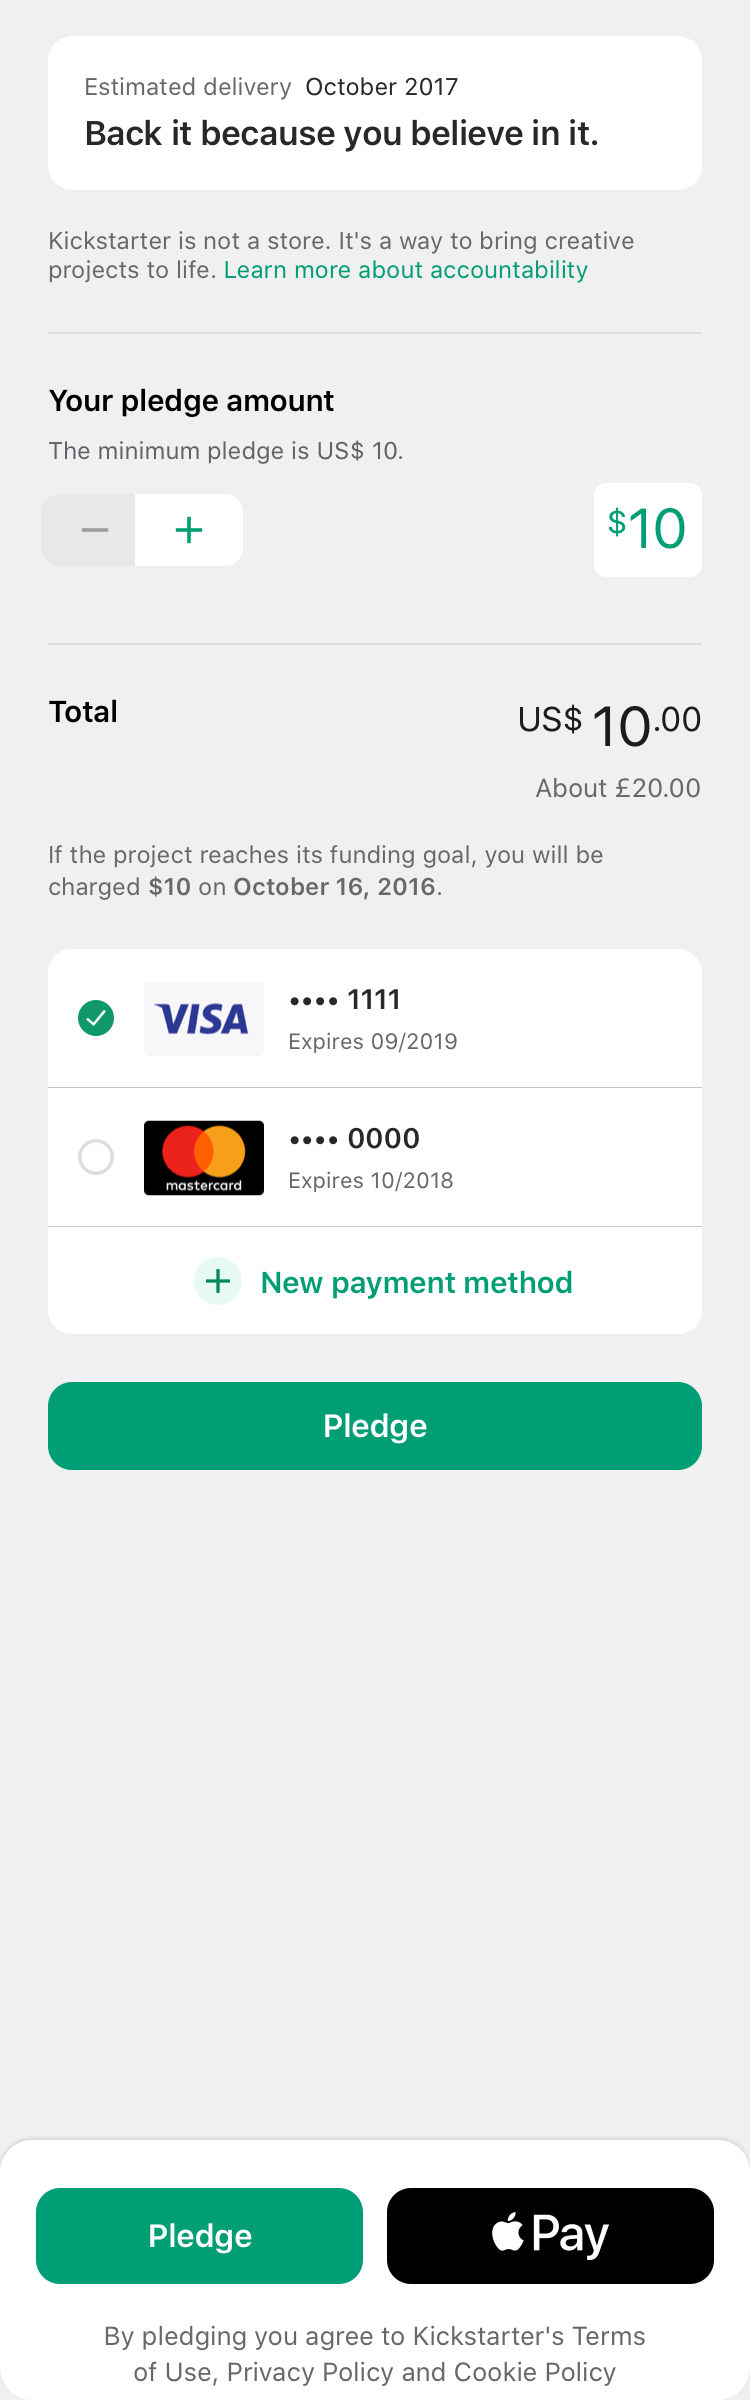 Estimated delivery October 2017
Back it because you believe in it.
Kickstarter is not a store. It's a way to bring creative
projects to life. Learn more about accountability
Your pledge amount
The minimum pledge is US$ 10.
− +
$10
Total
US$ 10.00
About £20.00
If the project reaches its funding goal, you will be
charged $10 on October 16, 2016.
VISA
•••• 1111
Expires 09/2019
mastercard
•••• 0000
Expires 10/2018
+ New payment method
Pledge
Pledge
Pay
By pledging you agree to Kickstarter's Terms
of Use, Privacy Policy and Cookie Policy